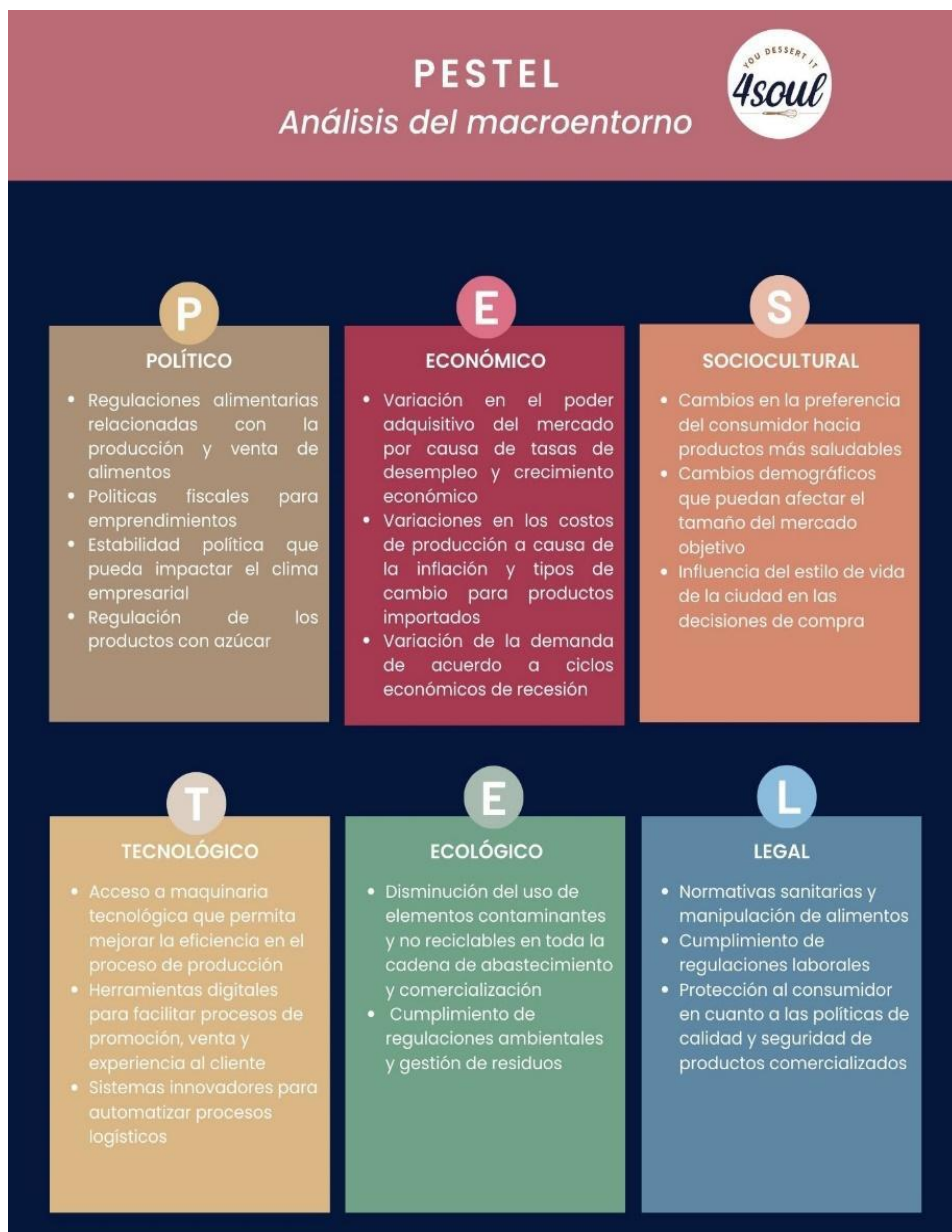 PESTEL
Análisis del macroentorno
YOU DESSERT IT
4soul
P
POLÍTICO
• Regulaciones alimentarias
relacionadas con la
producción y venta de
alimentos
• Politicas fiscales para
emprendimientos
• Estabilidad política que
pueda impactar el clima
empresarial
• Regulación de los
productos con azúcar
E
ECONÓMICO
• Variación en el poder
adquisitivo del mercado
por causa de tasas de
desempleo y crecimiento
económico
• Variaciones en los costos
de producción a causa de
la inflación y tipos de
cambio para productos
importados
• Variación de la demanda
de acuerdo a ciclos
económicos de recesión
S
SOCIOCULTURAL
• Cambios en la preferencia
del consumidor hacia
productos más saludables
• Cambios demográficos
que puedan afectar el
tamaño del mercado
objetivo
• Influencia del estilo de vida
de la ciudad en las
decisiones de compra
T
TECNOLÓGICO
• Acceso a maquinaria
tecnológica que permita
mejorar la eficiencia en el
proceso de producción
• Herramientas digitales
para facilitar procesos de
promoción, venta y
experiencia al cliente
• Sistemas innovadores para
automatizar procesos
logísticos
E
ECOLÓGICO
• Disminución del uso de
elementos contaminantes
y no reciclables en toda la
cadena de abastecimiento
y comercialización
• Cumplimiento de
regulaciones ambientales
y gestión de residuos
L
LEGAL
• Normativas sanitarias y
manipulación de alimentos
• Cumplimiento de
regulaciones laborales
• Protección al consumidor
en cuanto a las políticas de
calidad y seguridad de
productos comercializados